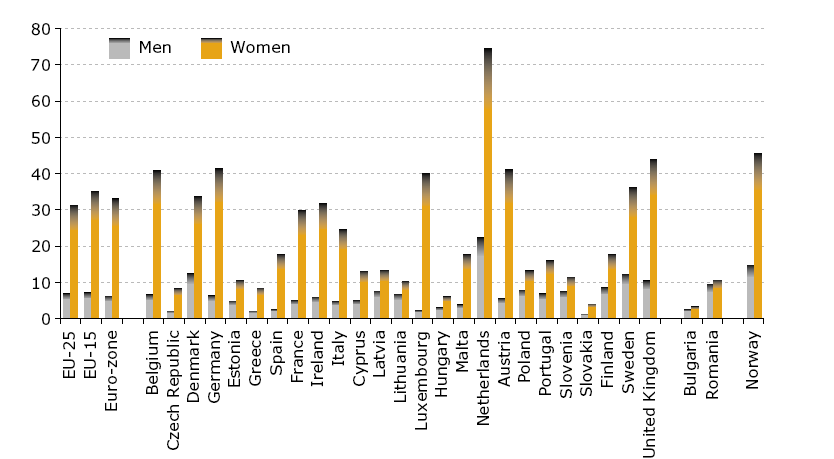 80
70
60
50
40
30
20
10
0
Men
Women
EU-25
EU-15
Euro-zone
Belgium
Czech Republic
Denmark
Germany
Estonia
Greece
Spain
France
Ireland
Italy
Cyprus
Latvia
Lithuania
Luxembourg
Hungary
Malta
Netherlands
Austria
Poland
Portugal
Slovenia
Slovakia
Finland
Sweden
United Kingdom
Bulgaria
Romania
Norway